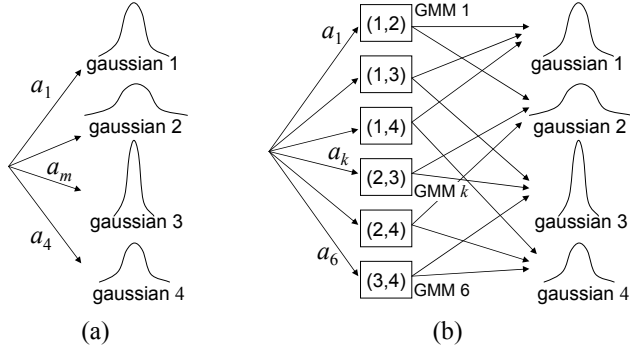 a1
gaussian 1
gaussian 2
am
gaussian 3
a4
gaussian 4
(a)
(1,2)
GMM 1
a1
gaussian 1
(1,3)
(1,4)
gaussian 2
ak
(2,3)
GMM k
gaussian 3
(2,4)
a6
(3,4)
GMM 6
gaussian 4
(b)